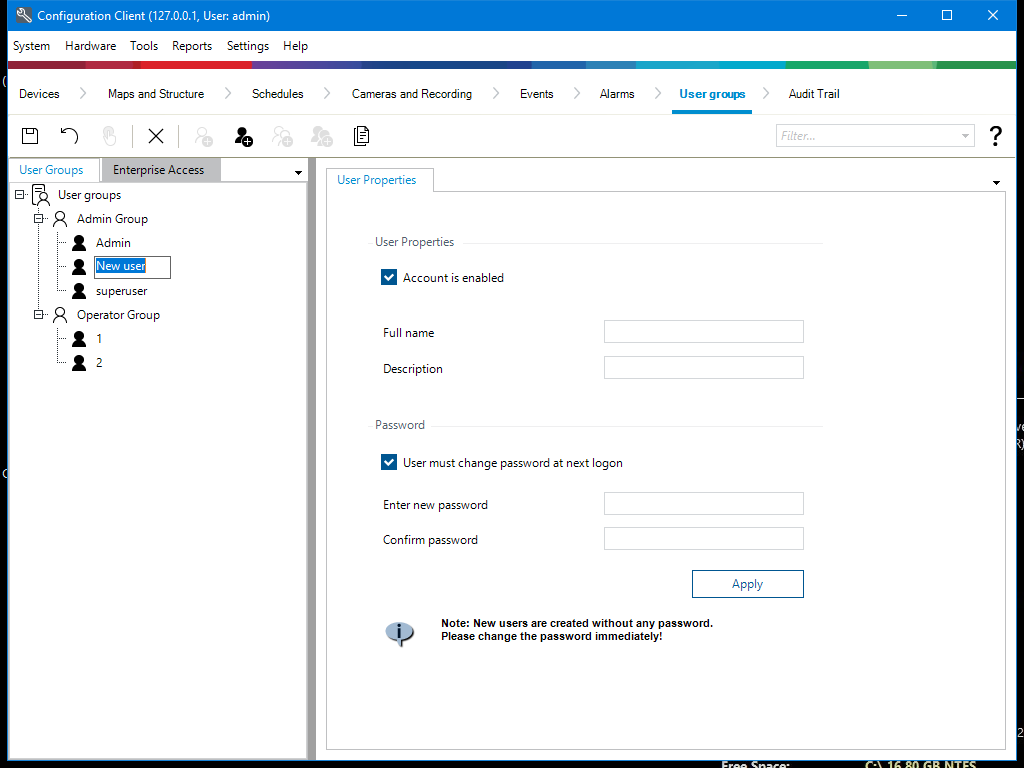 Configuration Client (127.0.0.1, User: admin)
System Hardware Tools Reports Settings Help
Devices Maps and Structure Schedules Cameras and Recording Events Alarms User groups Audit Trail
Filter... ?
User Groups Enterprise Access
User groups
Admin Group
Admin
New user
superuser
Operator Group
1
2
User Properties
User Properties
Account is enabled
Full name
Description
Password
User must change password at next logon
Enter new password
Confirm password
Apply
Note: New users are created without any password.
Please change the password immediately!
Free Space: C:\ 16.80 GB NTFS